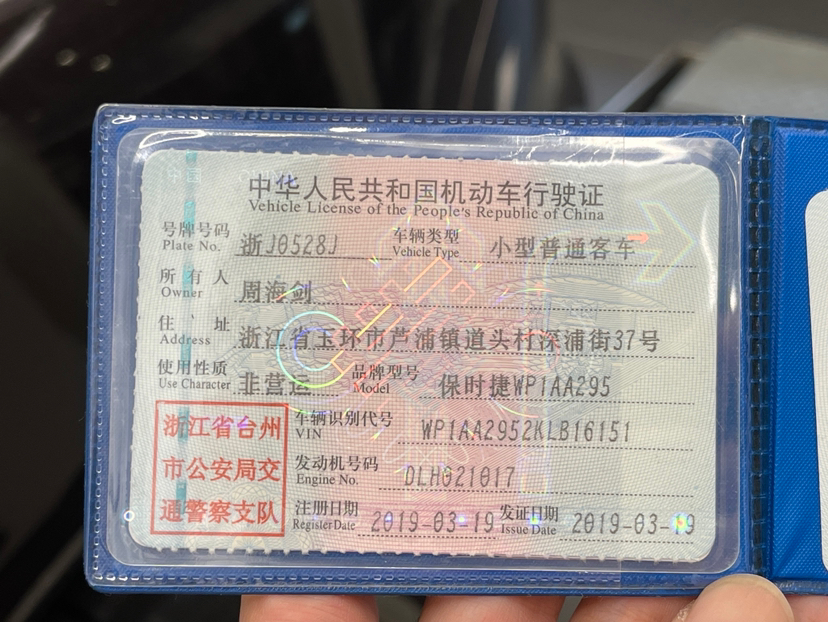 中华人民共和国机动车行驶证
Vehicle License of the People's Republic of China
号牌号码 浙J0528J 车辆类型 小型普通客车
Plate No. Vehicle Type
所有人 周海剑
Owner
住址 浙江省玉环市芦浦镇道头村深浦街37号
Address
使用性质 非营运 品牌型号 保时捷WP1AA295
Use Character Model
浙江省台州
市公安局交
通警察支队
车辆识别代号 WP1AA2952KLB16151
VIN
发动机号码 DLH021017
Engine No.
注册日期 2019-03-19 发证日期 2019-03-19
Register Date Issue Date